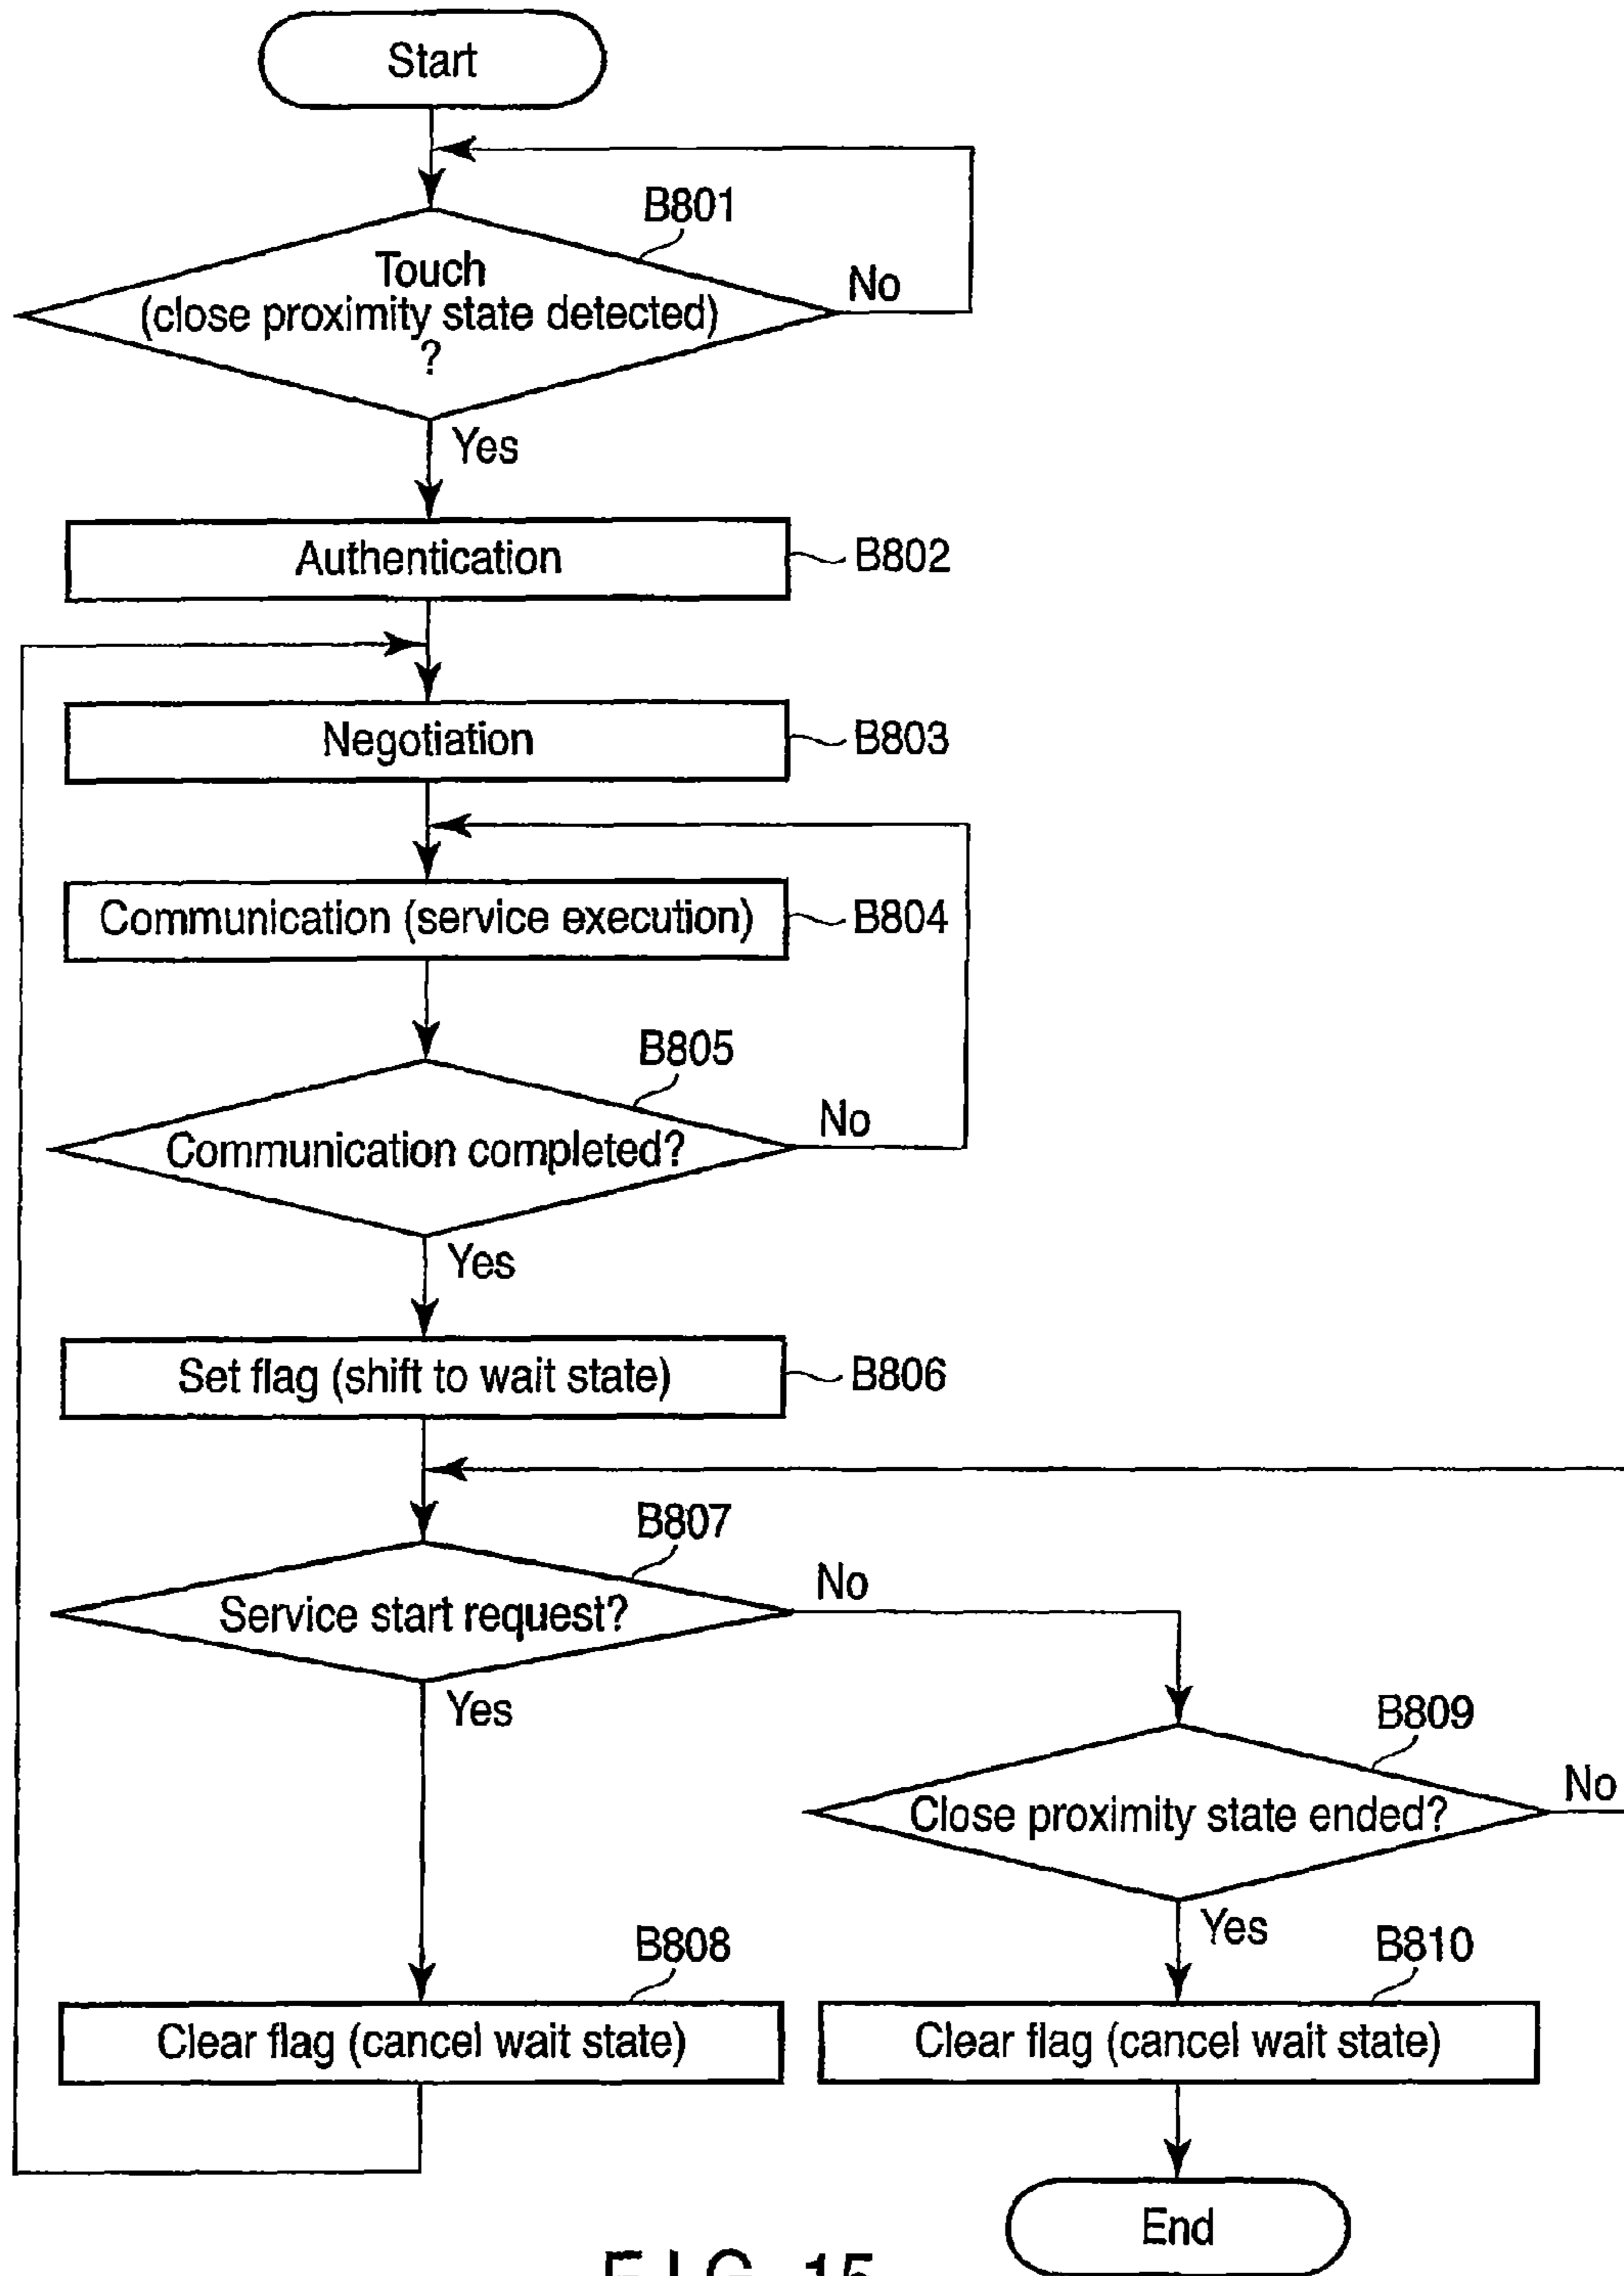 Start
B801
Touch
(close proximity state detected)
?
No
Yes
Authentication
B802
Negotiation
B803
Communication (service execution)
B804
B805
Communication completed?
No
Yes
Set flag (shift to wait state)
B806
B807
Service start request?
No
Yes
B809
Close proximity state ended?
No
Yes
B808
Clear flag (cancel wait state)
B810
Clear flag (cancel wait state)
End
FIG. 15